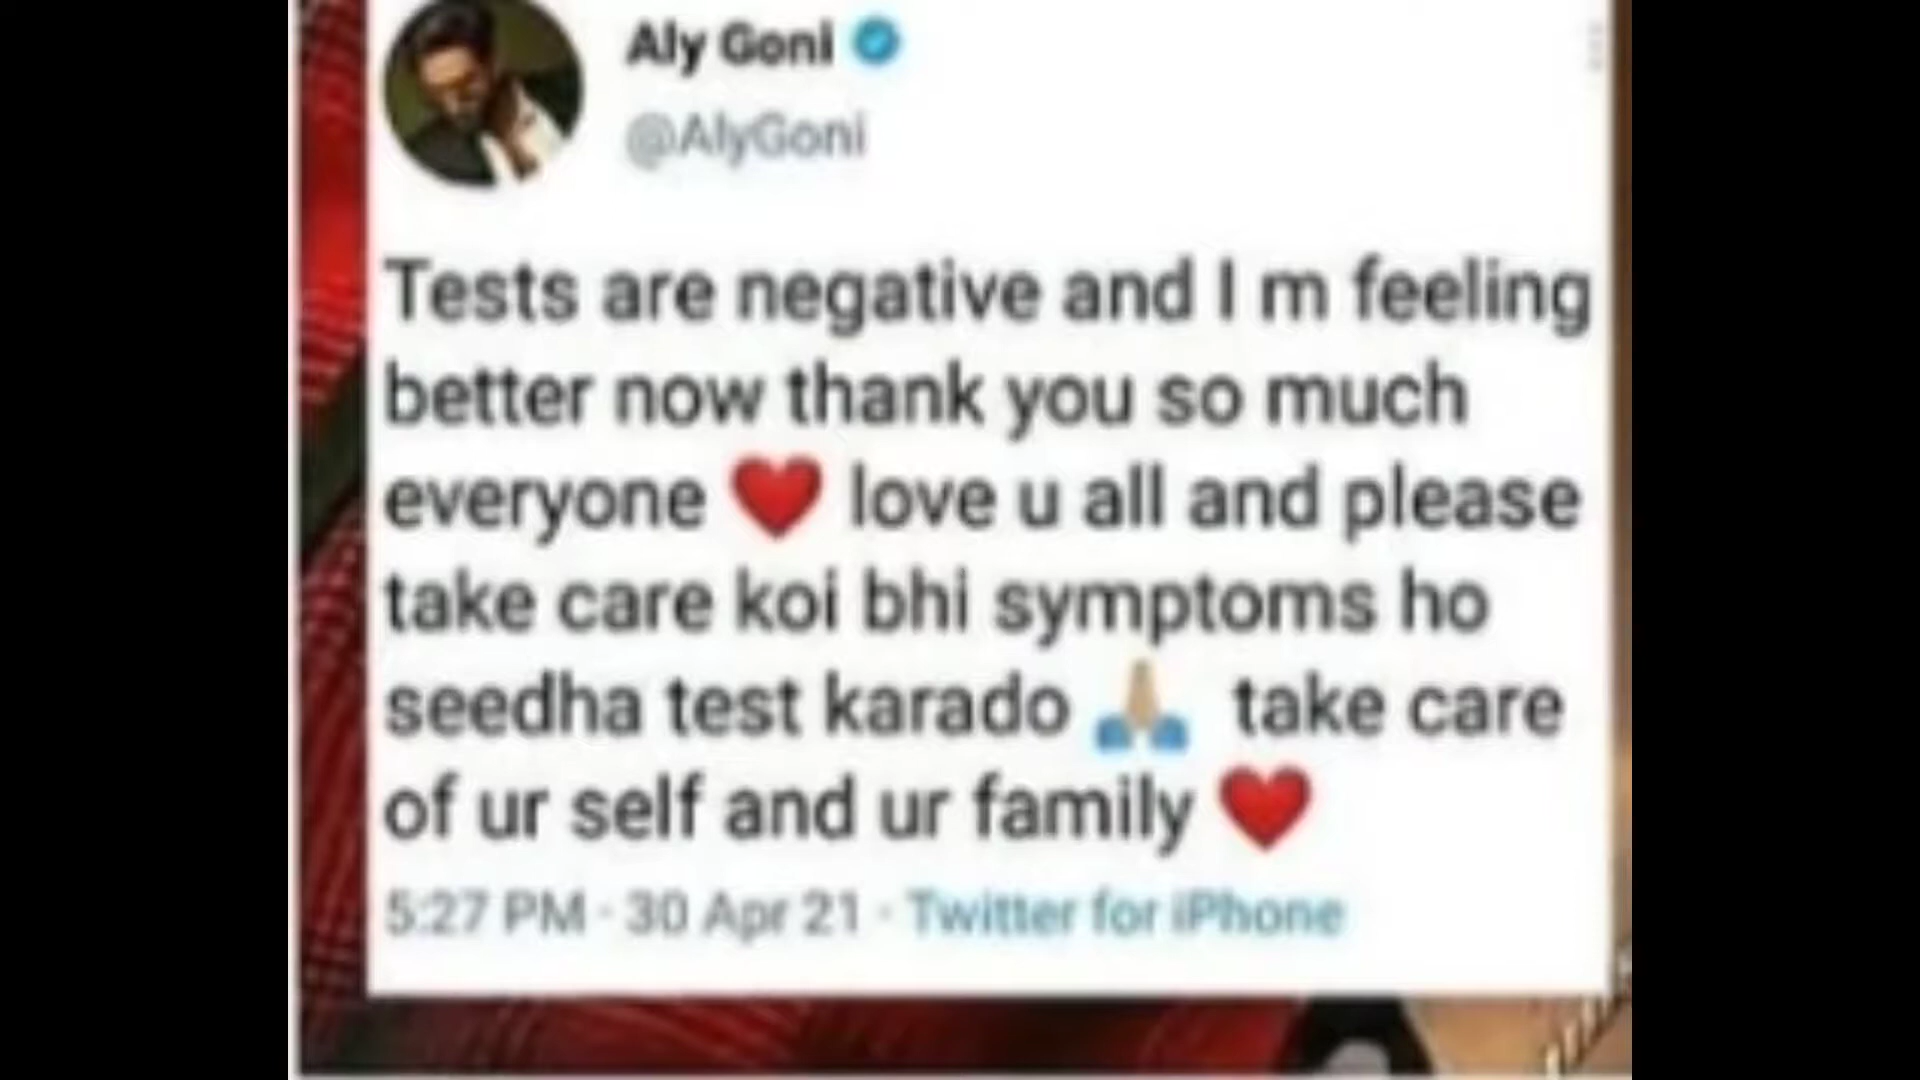 Aly Goni
@AlyGoni
Tests are negative and I m feeling
better now thank you so much
everyone ❤️ love u all and please
take care koi bhi symptoms ho
seedha test karado 🙏🏼 take care
of ur self and ur family ❤️
5:27 PM · 30 Apr 21 · Twitter for iPhone